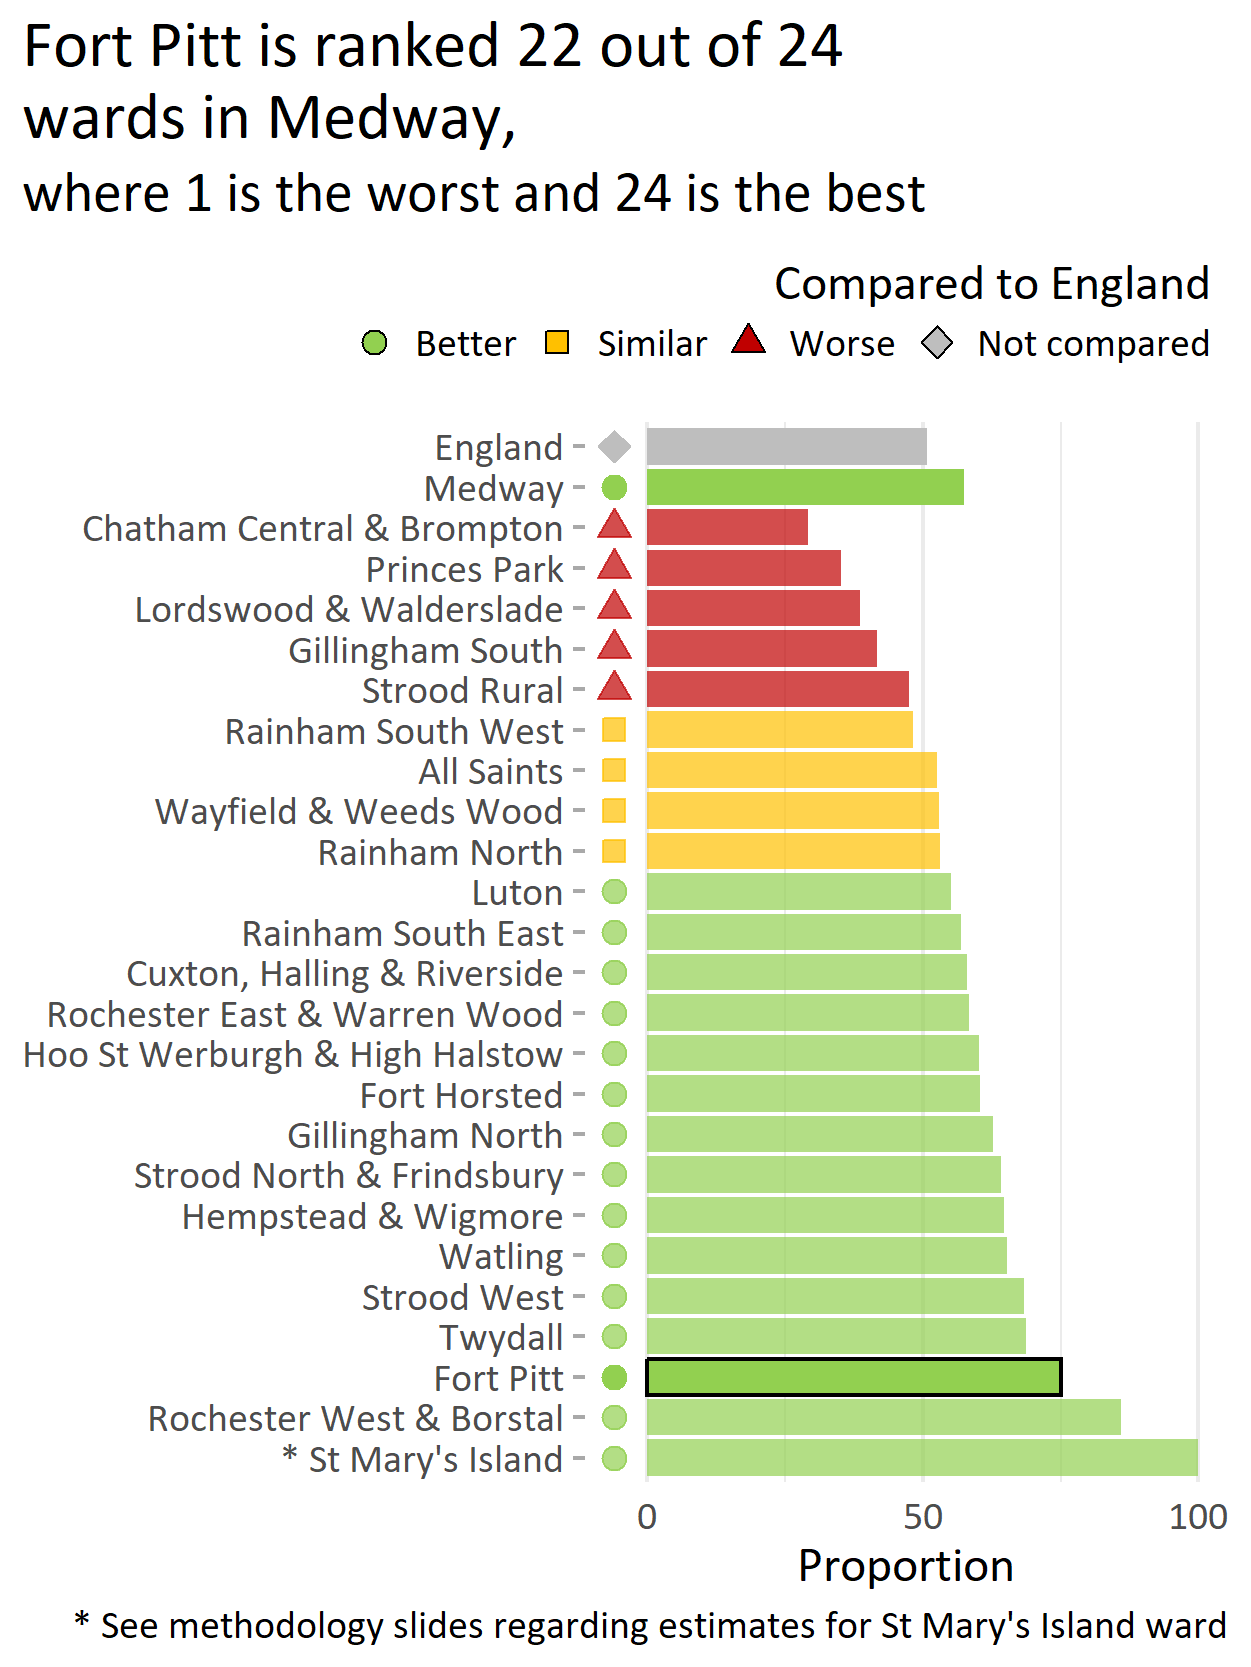 Fort Pitt is ranked 22 out of 24
wards in Medway,
where 1 is the worst and 24 is the best
Compared to England
Better Similar Worse Not compared
England
Medway
Chatham Central & Brompton
Princes Park
Lordswood & Walderslade
Gillingham South
Strood Rural
Rainham South West
All Saints
Wayfield & Weeds Wood
Rainham North
Luton
Rainham South East
Cuxton, Halling & Riverside
Rochester East & Warren Wood
Hoo St Werburgh & High Halstow
Fort Horsted
Gillingham North
Strood North & Frindsbury
Hempstead & Wigmore
Watling
Strood West
Twydall
Fort Pitt
Rochester West & Borstal
* St Mary's Island
0 50 100
Proportion
* See methodology slides regarding estimates for St Mary's Island ward